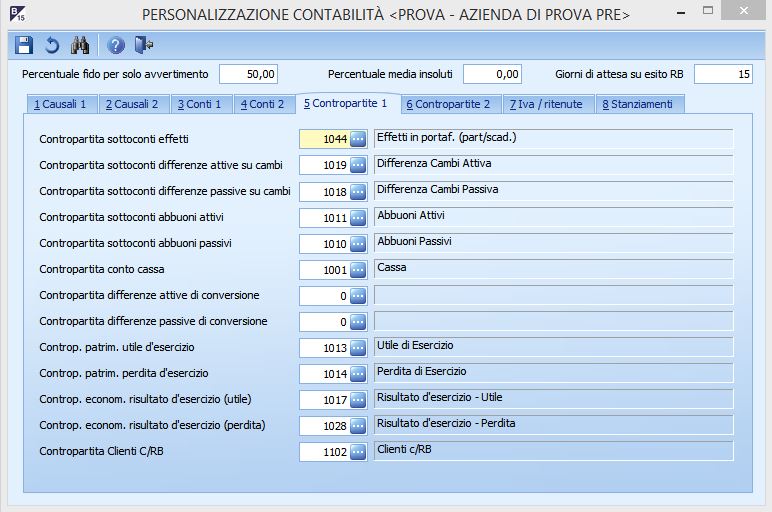 B 15 PERSONALIZZAZIONE CONTABILITÀ <PROVA - AZIENDA DI PROVA PRE>
Percentuale fido per solo avvertimento 50,00 Percentuale media insoluti 0,00 Giorni di attesa su esito RB 15
1 Causali 1 2 Causali 2 3 Conti 1 4 Conti 2 5 Contropartite 1 6 Contropartite 2 7 Iva / ritenute 8 Stanziamenti
Contropartita sottoconti effetti 1044 Effetti in portaf. (part/scad.)
Contropartita sottoconti differenze attive su cambi 1019 Differenza Cambi Attiva
Contropartita sottoconti differenze passive su cambi 1018 Differenza Cambi Passiva
Contropartita sottoconti abbuoni attivi 1011 Abbuoni Attivi
Contropartita sottoconti abbuoni passivi 1010 Abbuoni Passivi
Contropartita conto cassa 1001 Cassa
Contropartita differenze attive di conversione 0
Contropartita differenze passive di conversione 0
Controp. patrim. utile d'esercizio 1013 Utile di Esercizio
Controp. patrim. perdita d'esercizio 1014 Perdita di Esercizio
Controp. econom. risultato d'esercizio (utile) 1017 Risultato d'esercizio - Utile
Controp. econom. risultato d'esercizio (perdita) 1028 Risultato d'esercizio - Perdita
Contropartita Clienti C/RB 1102 Clienti c/RB